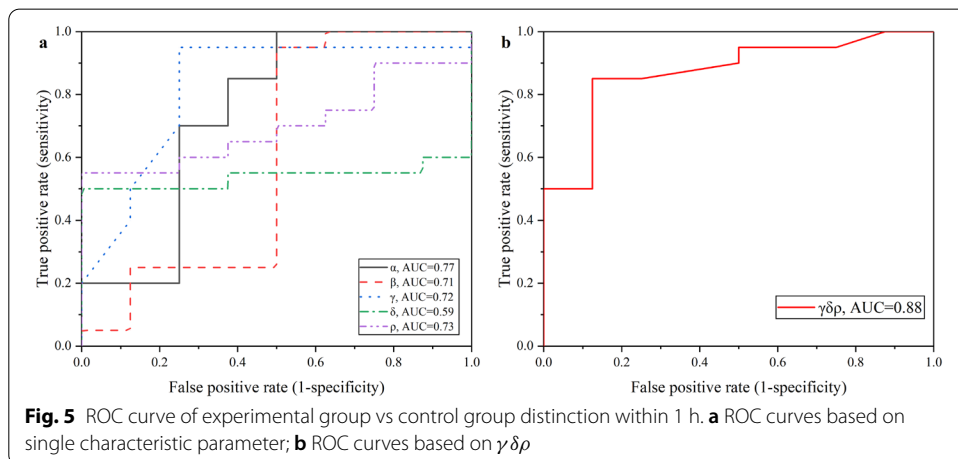 a
1.0
0.8
0.6
0.4
0.2
0.0
True positive rate (sensitivity)
α, AUC=0.77
β, AUC=0.71
γ, AUC=0.72
δ, AUC=0.59
ρ, AUC=0.73
0.0 0.2 0.4 0.6 0.8 1.0
False positive rate (1-specificity)
b
1.0
0.8
0.6
0.4
0.2
0.0
True positive rate (sensitivity)
γδρ, AUC=0.88
0.0 0.2 0.4 0.6 0.8 1.0
False positive rate (1-specificity)
Fig. 5 ROC curve of experimental group vs control group distinction within 1 h. a ROC curves based on
single characteristic parameter; b ROC curves based on γδρ